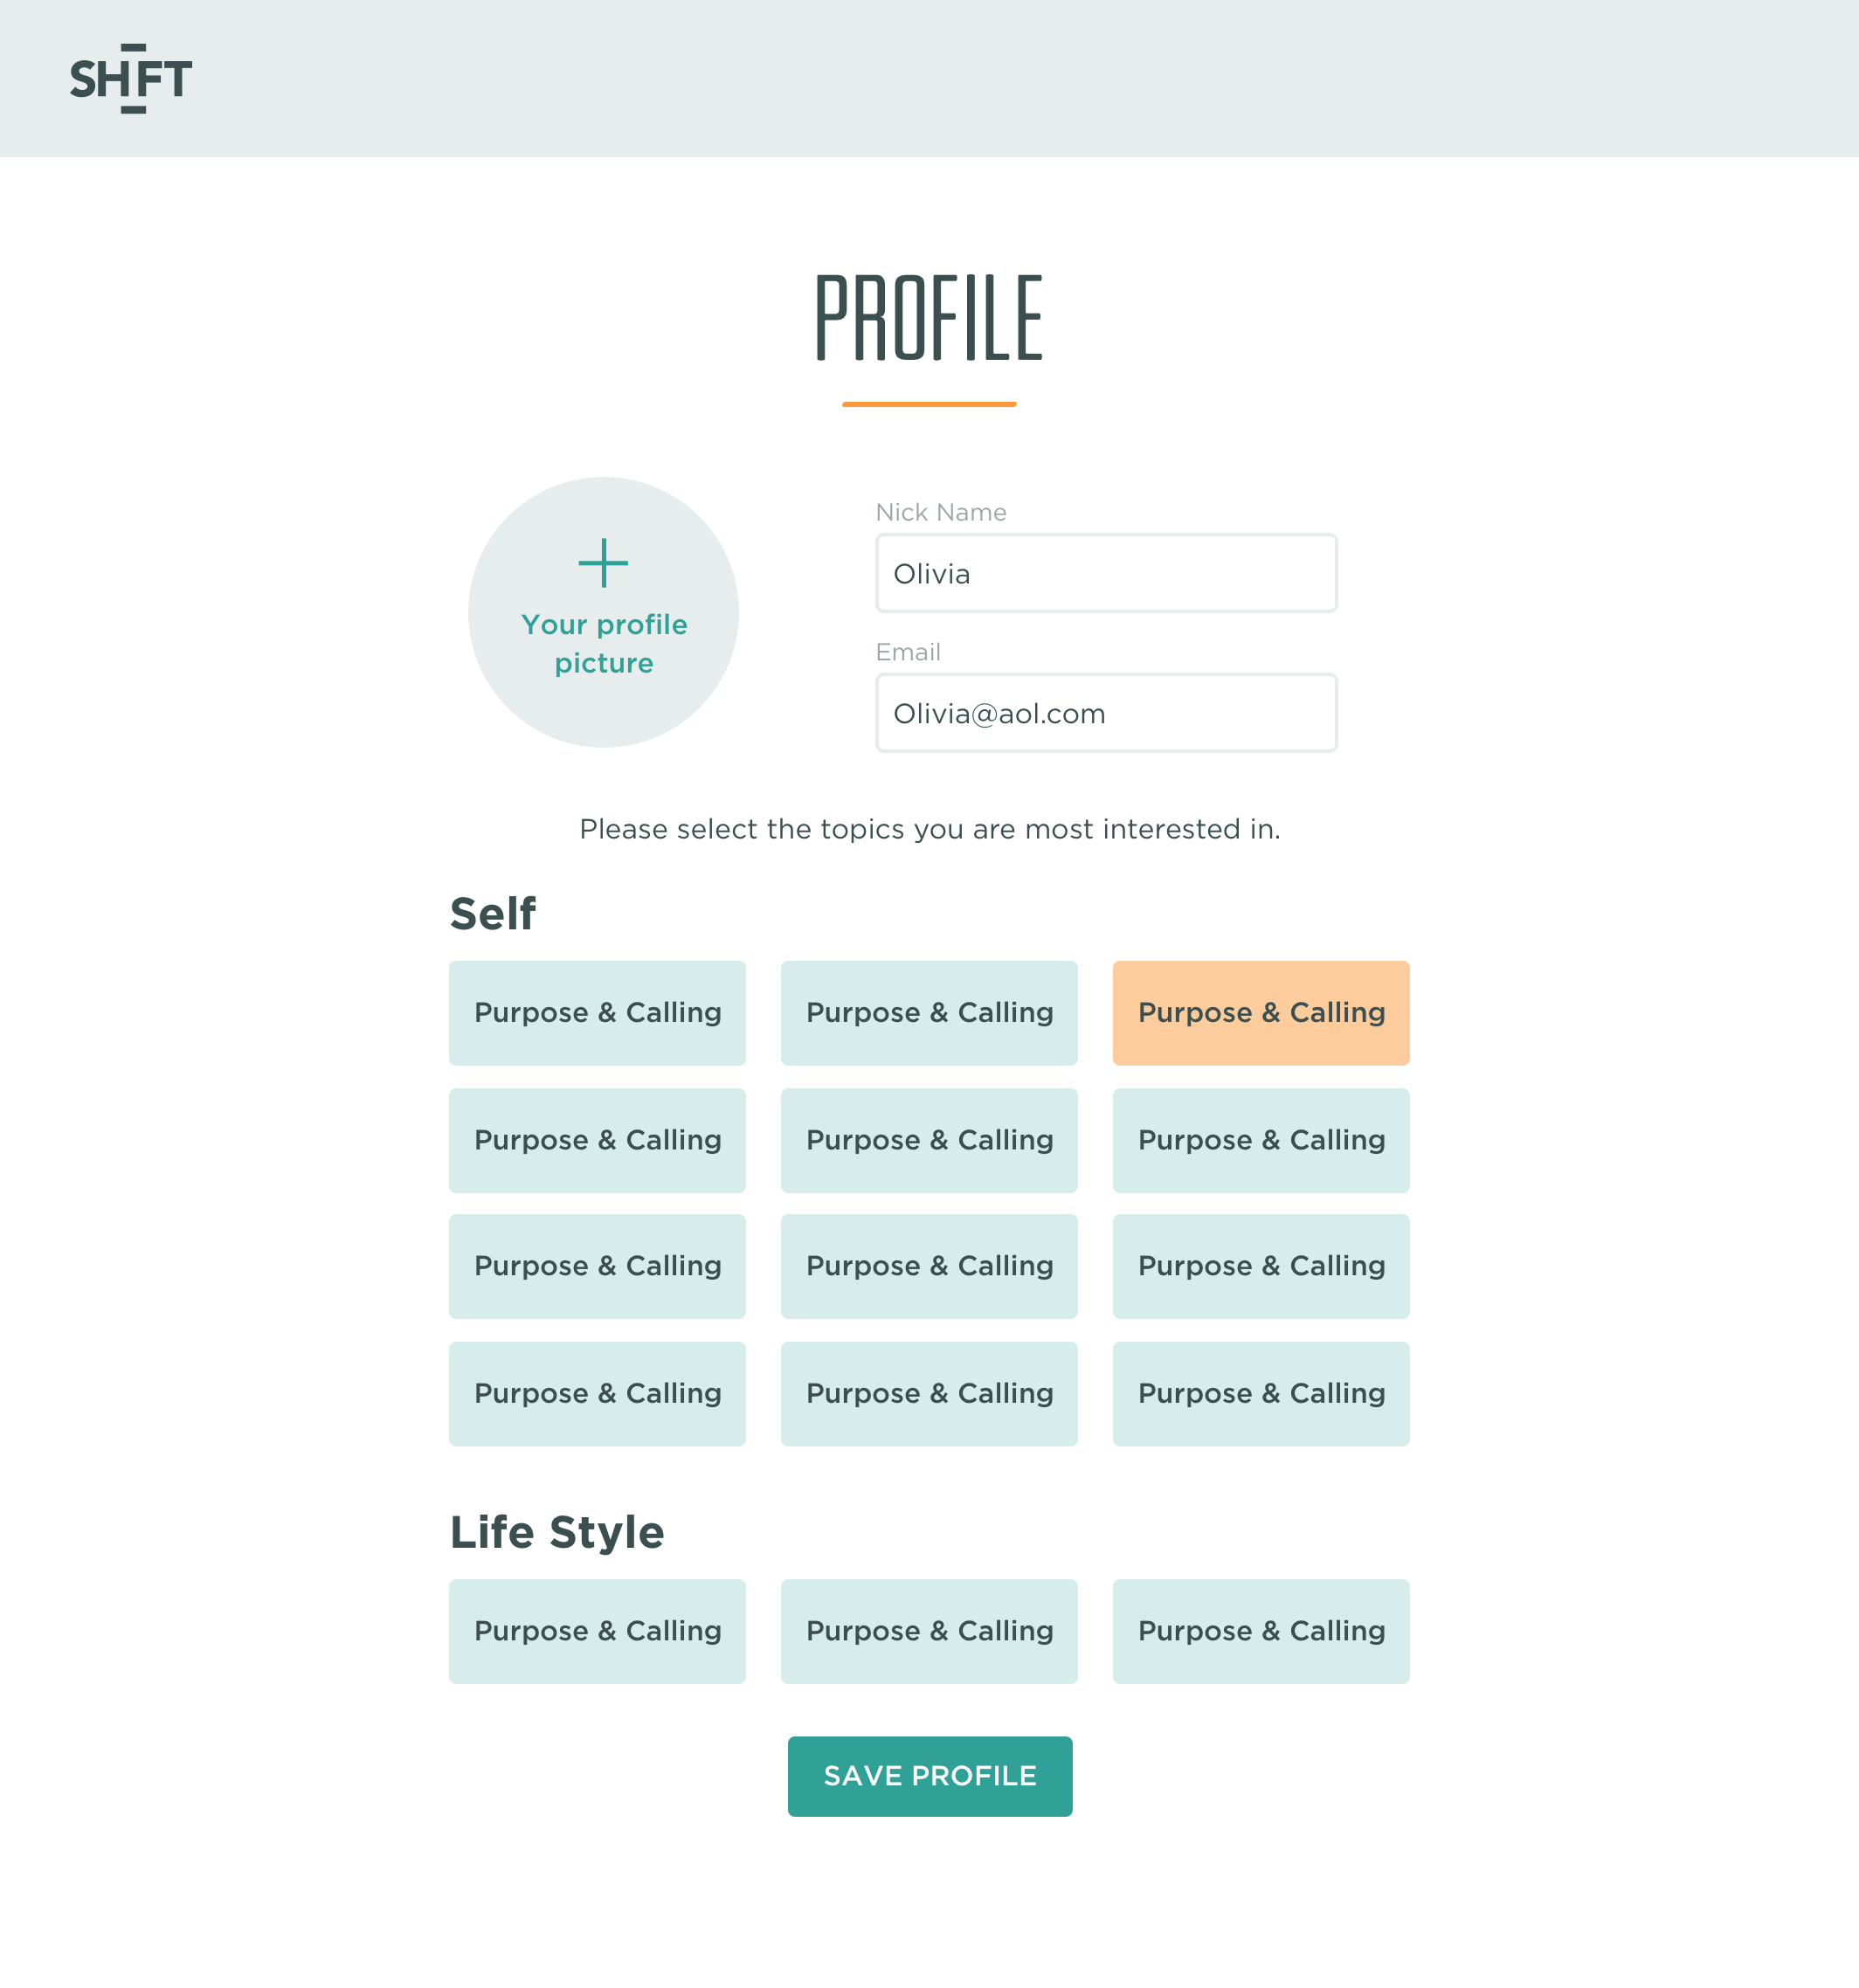 SHIFT
PROFILE
Your profile
picture
Nick Name
Olivia
Email
Olivia@aol.com
Please select the topics you are most interested in.
Self
Purpose & Calling
Purpose & Calling
Purpose & Calling
Purpose & Calling
Purpose & Calling
Purpose & Calling
Purpose & Calling
Purpose & Calling
Purpose & Calling
Purpose & Calling
Purpose & Calling
Purpose & Calling
Life Style
Purpose & Calling
Purpose & Calling
Purpose & Calling
SAVE PROFILE